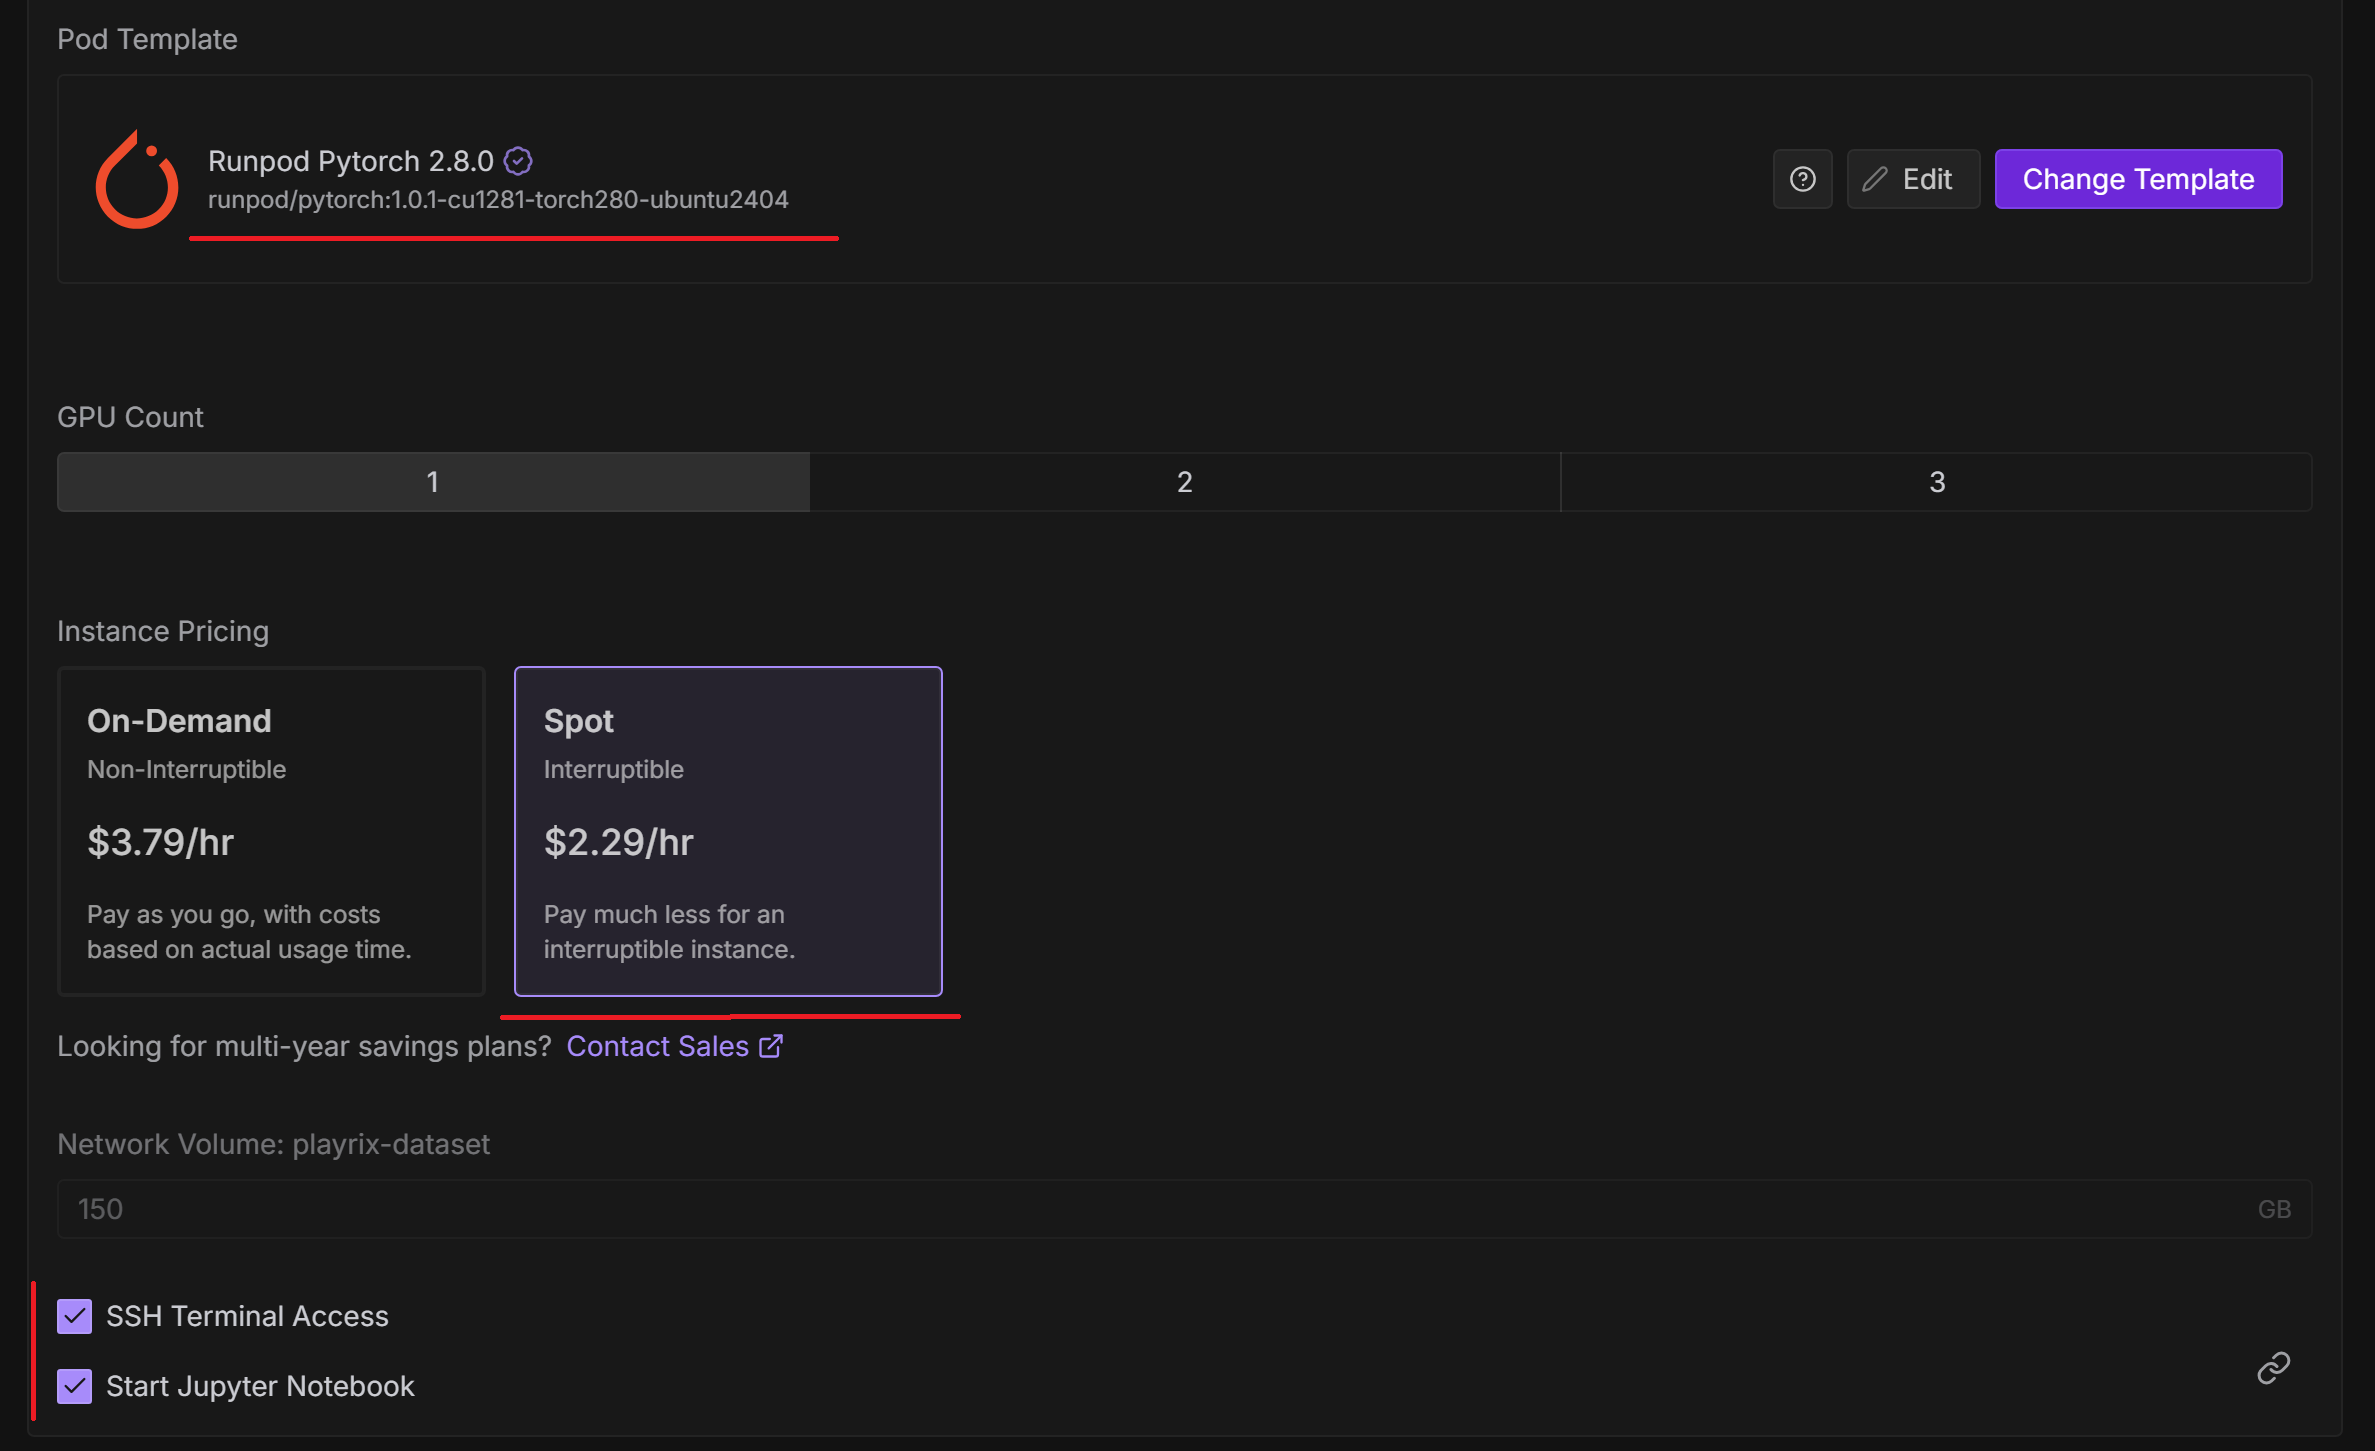 Pod Template
Runpod Pytorch 2.8.0
runpod/pytorch:1.0.1-cu1281-torch280-ubuntu2404
Edit
Change Template
GPU Count
1
2
3
Instance Pricing
On-Demand
Non-Interruptible
$3.79/hr
Pay as you go, with costs
based on actual usage time.
Spot
Interruptible
$2.29/hr
Pay much less for an
interruptible instance.
Looking for multi-year savings plans? Contact Sales
Network Volume: playrix-dataset
150
GB
SSH Terminal Access
Start Jupyter Notebook